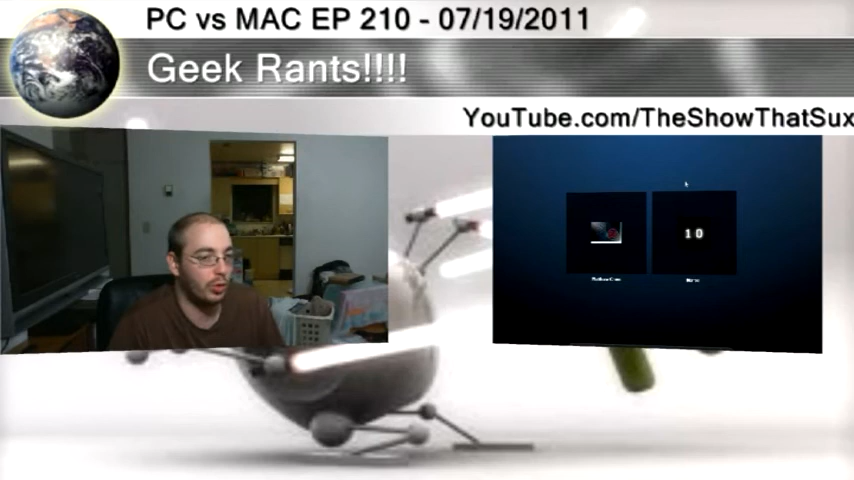 PC vs MAC EP 210 - 07/19/2011
Geek Rants!!!!
YouTube.com/TheShowThatSux
10